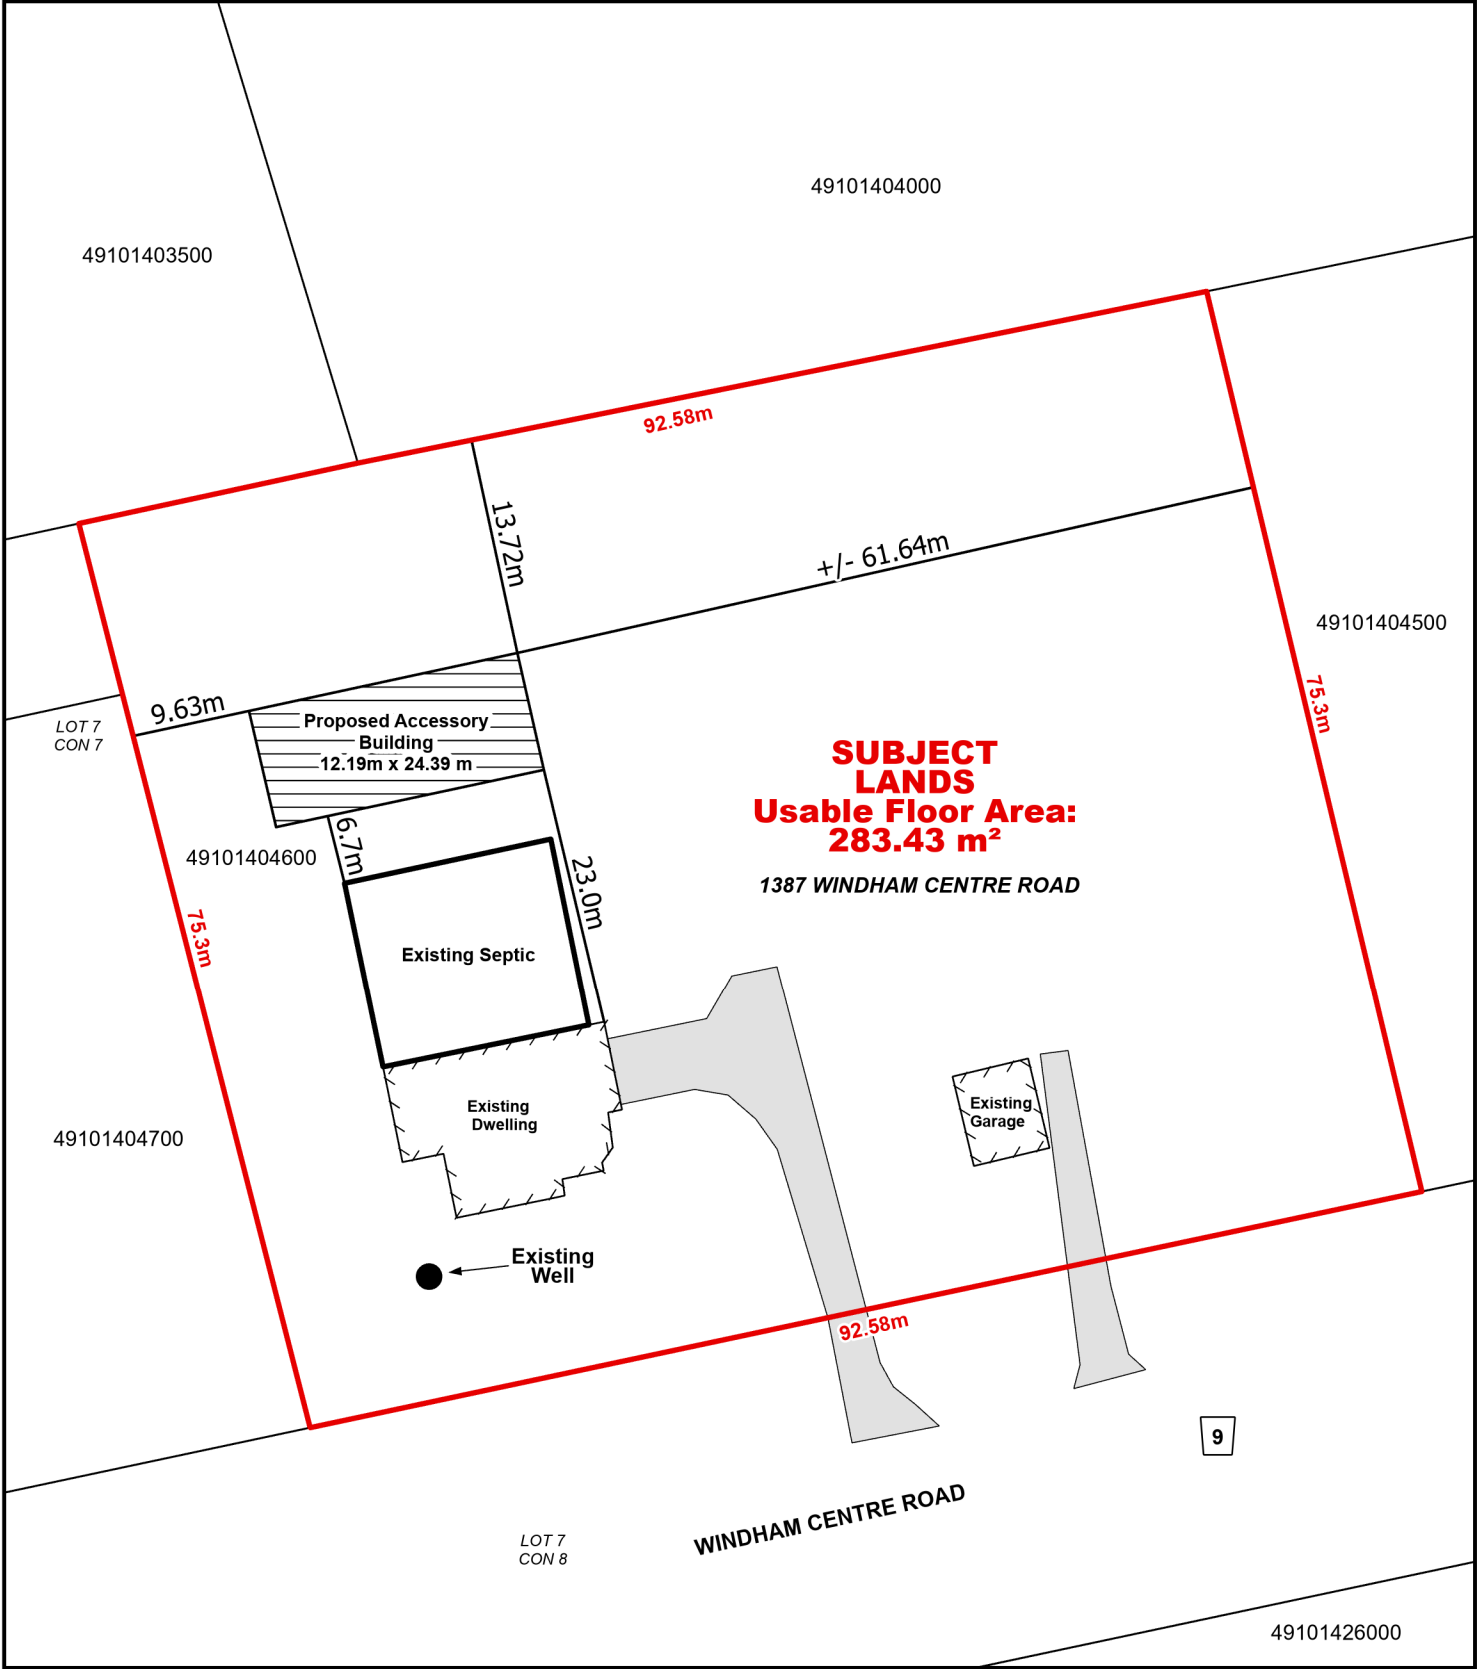 49101404000
49101403500
92.58m
13.72m
+/- 61.64m
49101404500
9.63m
LOT 7
CON 7
Proposed Accessory
Building
12.19m x 24.39 m
75.3m
SUBJECT
LANDS
Usable Floor Area:
283.43 m²
1387 WINDHAM CENTRE ROAD
6.7m
49101404600
23.0m
75.3m
Existing Septic
Existing
Dwelling
Existing
Garage
49101404700
Existing
Well
92.58m
9
WINDHAM CENTRE ROAD
LOT 7
CON 8
49101426000